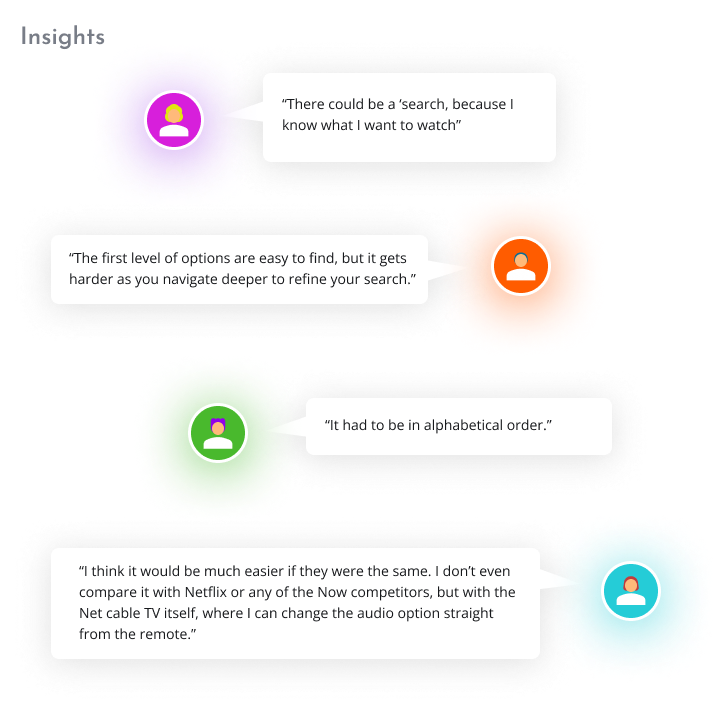 Insights
“There could be a ‘search, because I
know what I want to watch”
“The first level of options are easy to find, but it gets
harder as you navigate deeper to refine your search.”
“It had to be in alphabetical order.”
“I think it would be much easier if they were the same. I don’t even
compare it with Netflix or any of the Now competitors, but with the
Net cable TV itself, where I can change the audio option straight
from the remote.”